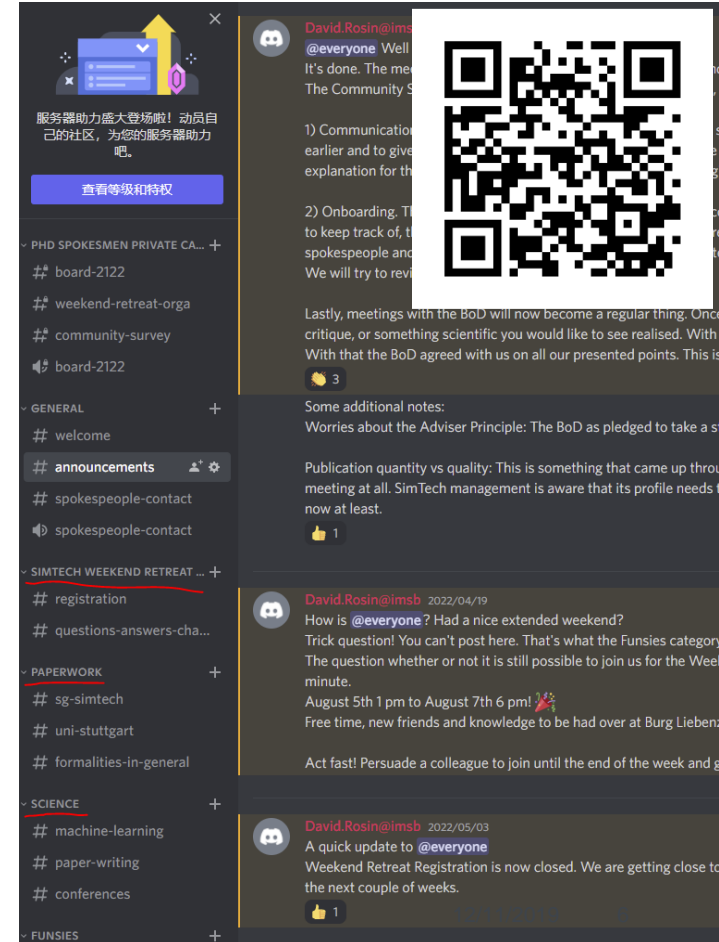 服务器助力盛大登场啦！动员自
己的社区，为您的服务器助力
吧。
查看等级和特权
PHD SPOKESMEN PRIVATE CA...
board-2122
weekend-retreat-orga
community-survey
board-2122
GENERAL
welcome
announcements
spokespeople-contact
spokespeople-contact
SIMTECH WEEKEND RETREAT ...
registration
questions-answers-cha...
PAPERWORK
sg-simtech
uni-stuttgart
formalities-in-general
SCIENCE
machine-learning
paper-writing
conferences
FUNSIES
David.Rosin@ims
@everyone Well
It's done. The mee
The Community S
1) Communication
earlier and to give
explanation for th
2) Onboarding. Th
to keep track of, t
spokespeople and
We will try to revi
Lastly, meetings with the BoD will now become a regular thing. Once
critique, or something scientific you would like to see realised. With
With that the BoD agreed with us on all our presented points. This is
3
Some additional notes:
Worries about the Adviser Principle: The BoD as pledged to take a s
Publication quantity vs quality: This is something that came up throu
meeting at all. SimTech management is aware that its profile needs t
now at least.
1
David.Rosin@imsb 2022/04/19
How is @everyone? Had a nice extended weekend?
Trick question! You can't post here. That's what the Funsies category
The question whether or not it is still possible to join us for the Week
minute.
August 5th 1 pm to August 7th 6 pm!
Free time, new friends and knowledge to be had over at Burg Liebenz
Act fast! Persuade a colleague to join until the end of the week and g
David.Rosin@imsb 2022/05/03
A quick update to @everyone
Weekend Retreat Registration is now closed. We are getting close to
the next couple of weeks.
1